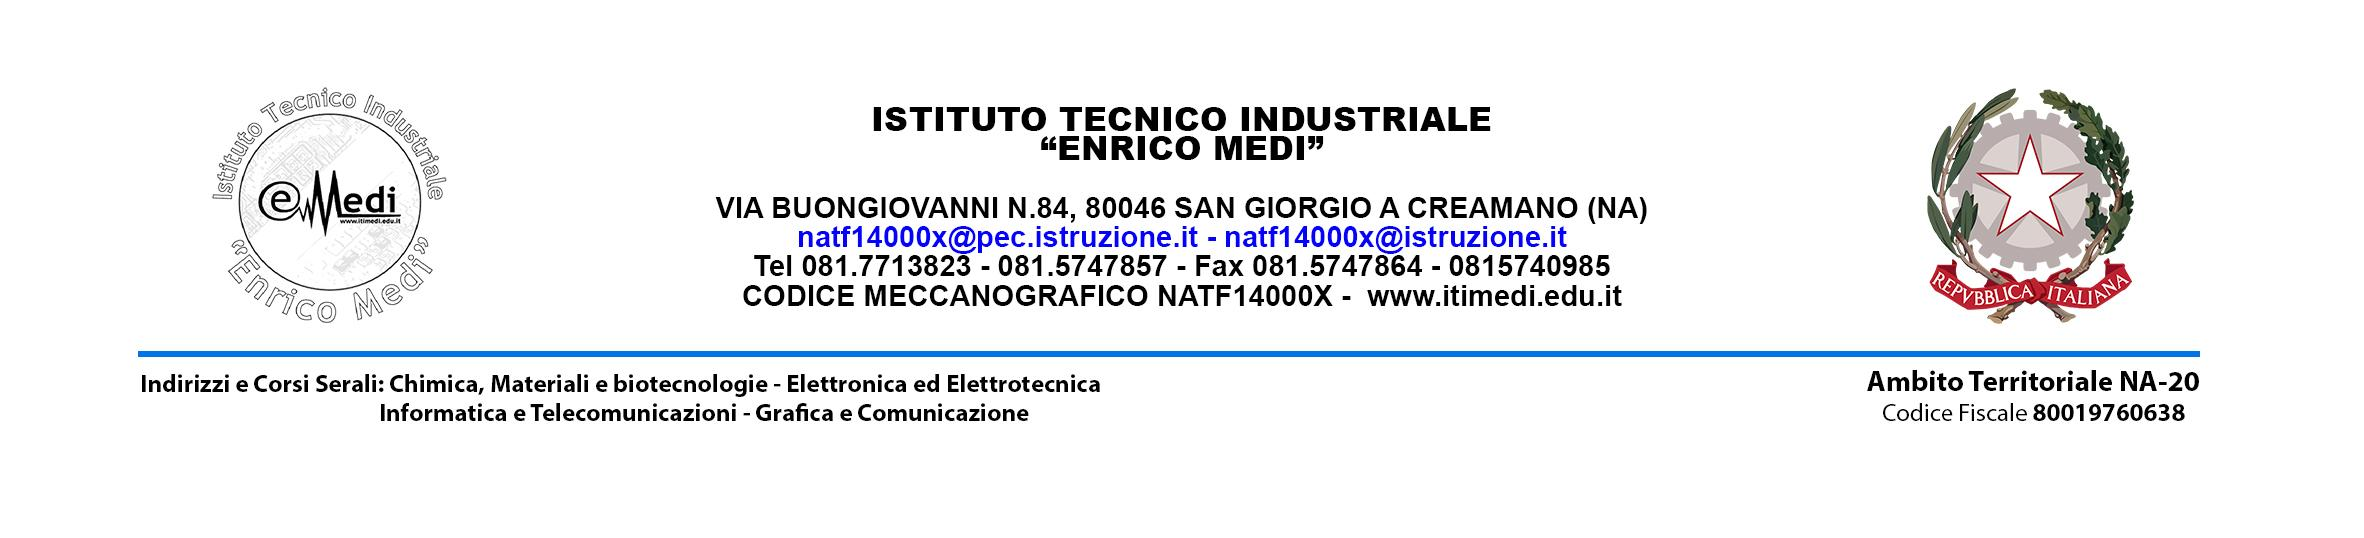 Istituto Tecnico Industriale
eMedi
www.itimedi.edu.it
“Enrico Medi”
ISTITUTO TECNICO INDUSTRIALE
“ENRICO MEDI”
VIA BUONGIOVANNI N.84, 80046 SAN GIORGIO A CREAMANO (NA)
natf14000x@pec.istruzione.it - natf14000x@istruzione.it
Tel 081.7713823 - 081.5747857 - Fax 081.5747864 - 0815740985
CODICE MECCANOGRAFICO NATF14000X - www.itimedi.edu.it
REPVBBLICA ITALIANA
Indirizzi e Corsi Serali: Chimica, Materiali e biotecnologie - Elettronica ed Elettrotecnica
Informatica e Telecomunicazioni - Grafica e Comunicazione
Ambito Territoriale NA-20
Codice Fiscale 80019760638